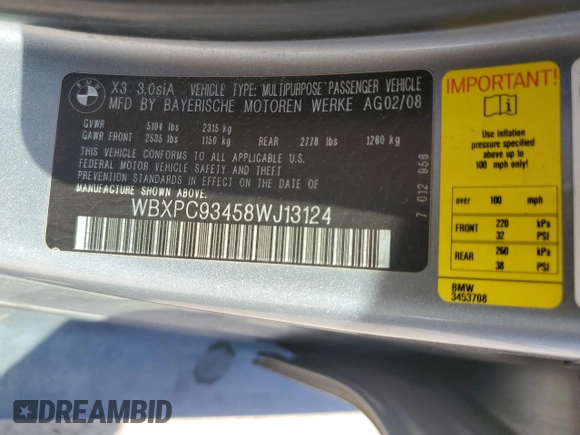 BMW
X3 3.0siA VEHICLE TYPE: MULTIPURPOSE PASSENGER VEHICLE
MFD BY BAYERISCHE MOTOREN WERKE AG 02/08
GVWR 5104 lbs 2315 kg
GAWR FRONT 2535 lbs 1150 kg REAR 2778 lbs 1260 kg
THIS VEHICLE CONFORMS TO ALL APPLICABLE U.S.
FEDERAL MOTOR VEHICLE SAFETY AND THEFT
PREVENTION STANDARDS IN EFFECT ON THE DATE OF
MANUFACTURE SHOWN ABOVE.
WBXPC93458WJ13124
7 012 958
IMPORTANT!
Use inflation
pressure specified
above up to
100 mph only!
over 100 mph
FRONT 220 kPa
32 PSI
REAR 260 kPa
38 PSI
BMW
3453708
DREAMBID